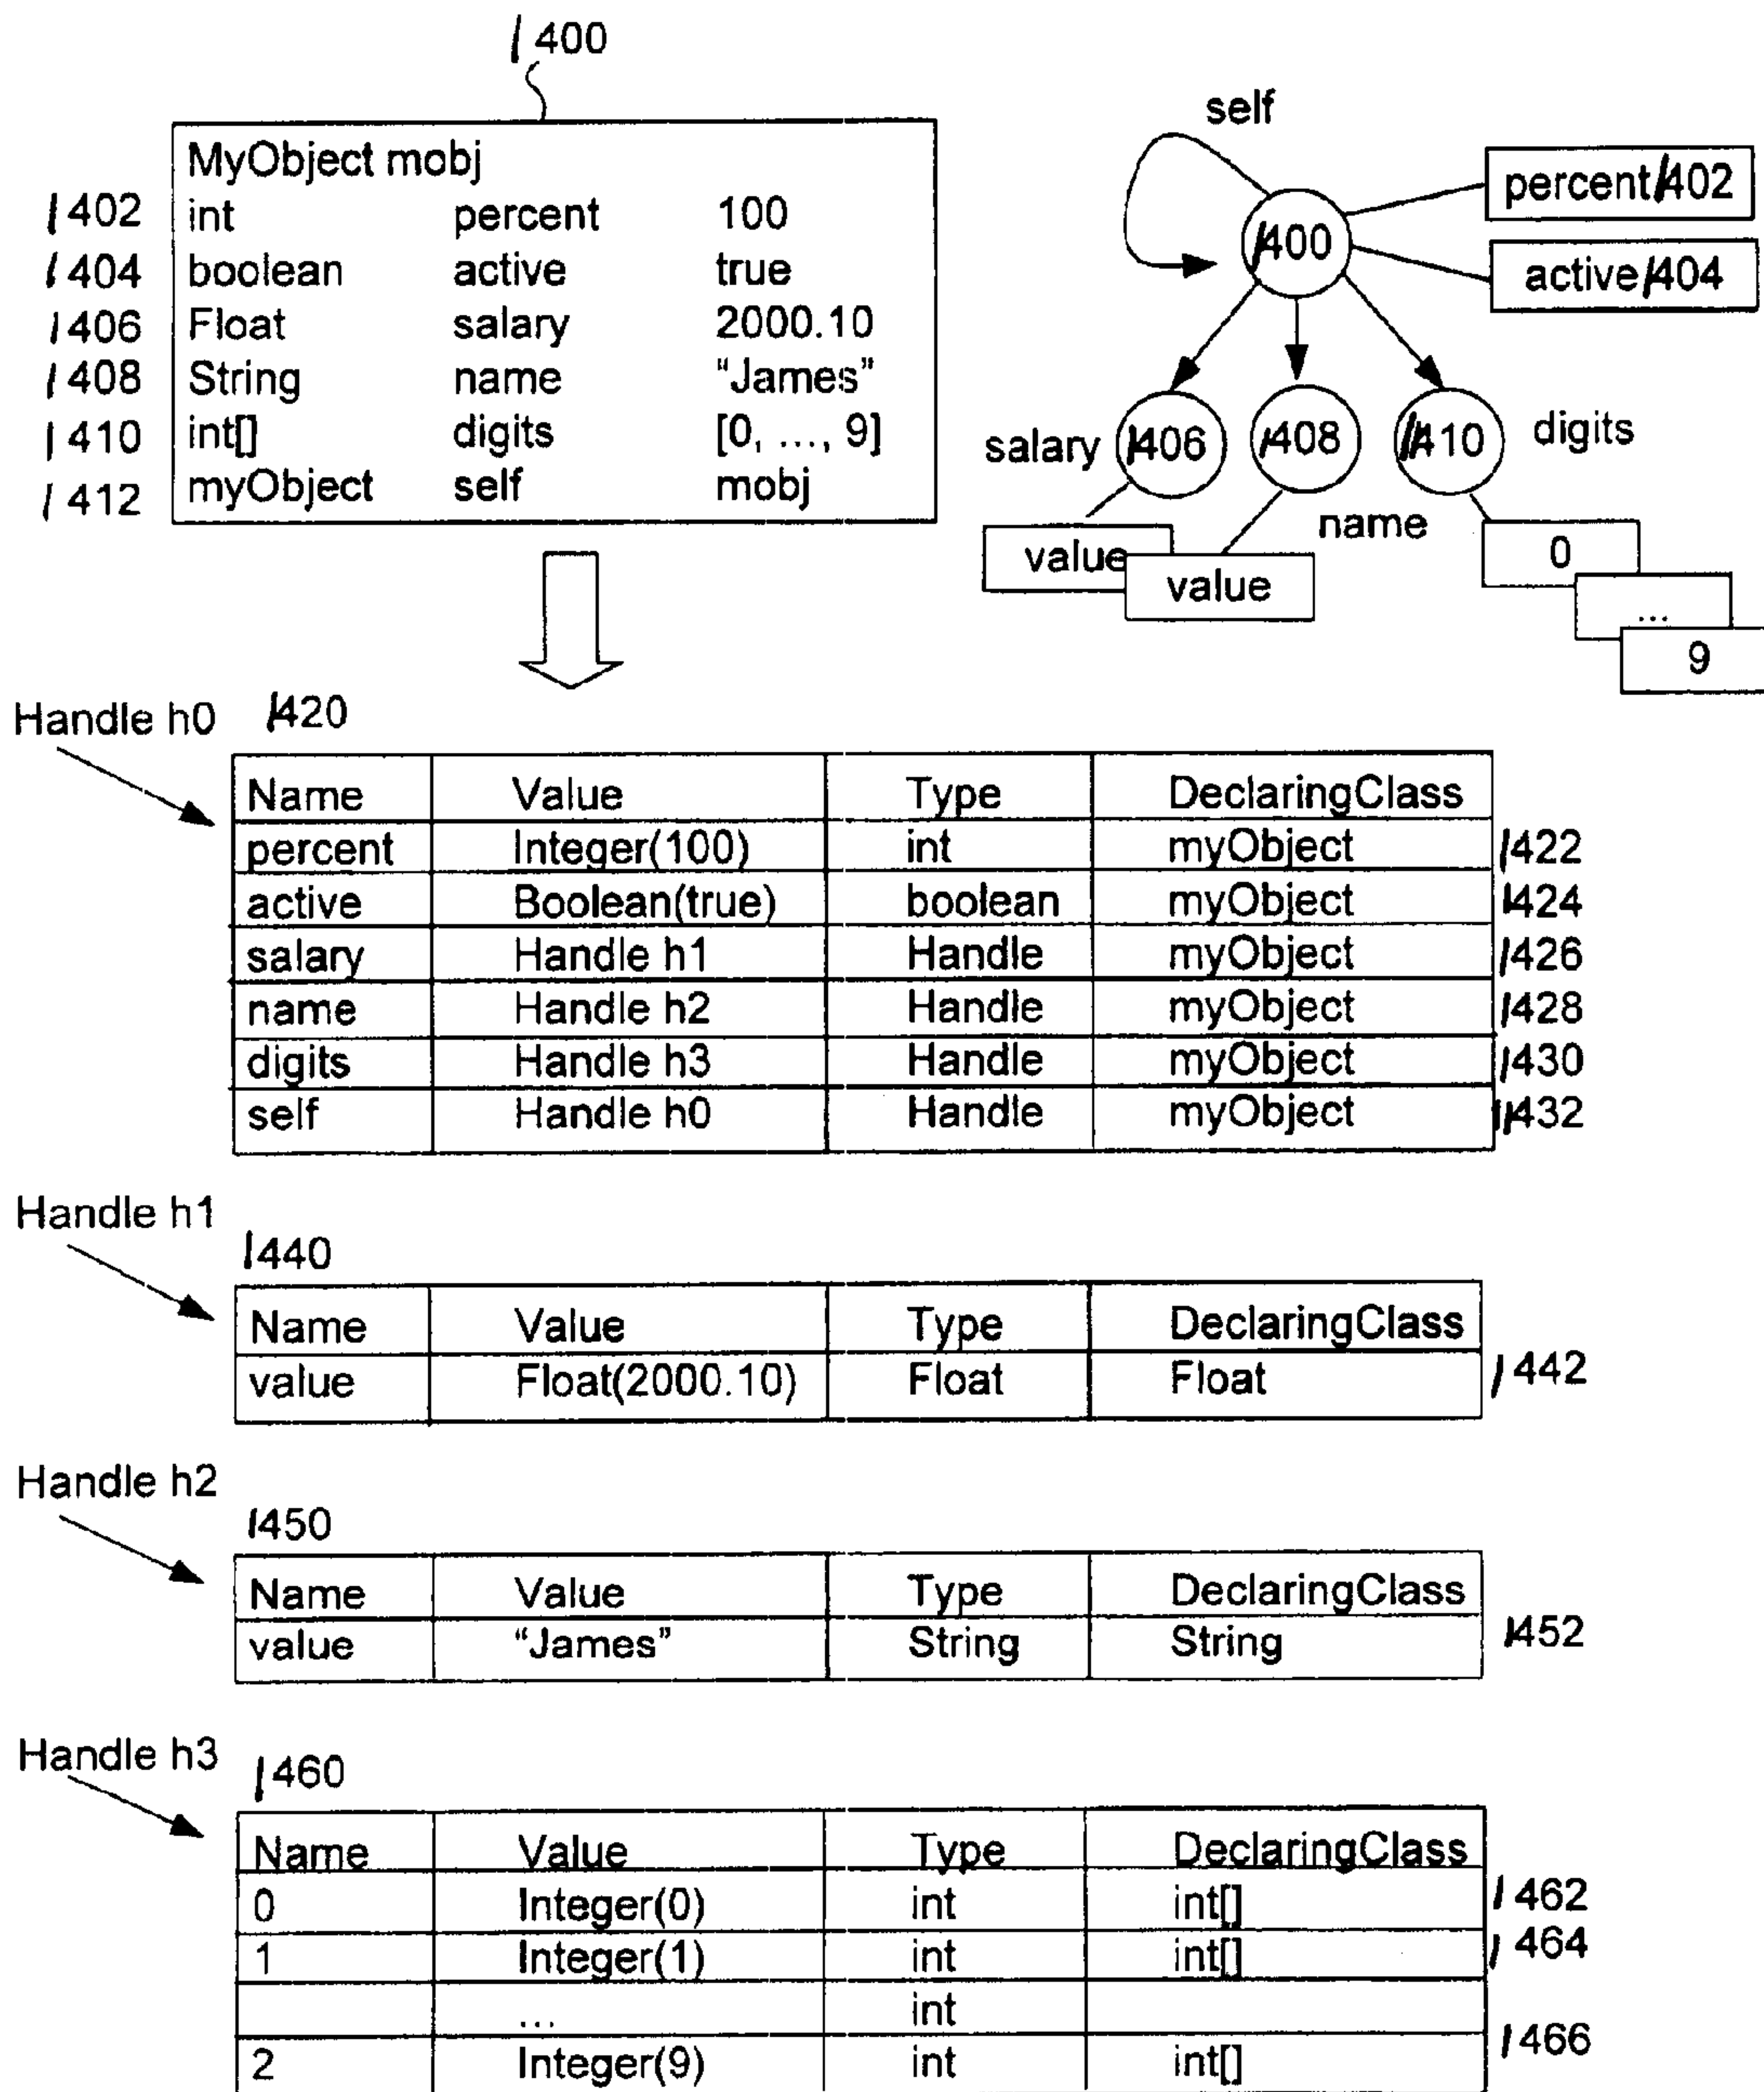 400
MyObject mobj
402 int percent 100
404 boolean active true
406 Float salary 2000.10
408 String name “James”
410 int[] digits [0, ..., 9]
412 myObject self mobj
self
400
percent 402
active 404
salary 406
408
410 digits
name
value
value
0
...
9
Handle h0 420
Name Value Type DeclaringClass
percent Integer(100) int myObject 422
active Boolean(true) boolean myObject 424
salary Handle h1 Handle myObject 426
name Handle h2 Handle myObject 428
digits Handle h3 Handle myObject 430
self Handle h0 Handle myObject 432
Handle h1
440
Name Value Type DeclaringClass
value Float(2000.10) Float Float 442
Handle h2
450
Name Value Type DeclaringClass
value “James” String String 452
Handle h3
460
Name Value Type DeclaringClass
0 Integer(0) int int[] 462
1 Integer(1) int int[] 464
... int
2 Integer(9) int int[] 466